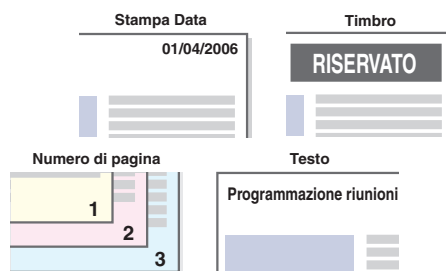 Stampa Data
01/04/2006
Timbro
RISERVATO
Numero di pagina
1
2
3
Testo
Programmazione riunioni